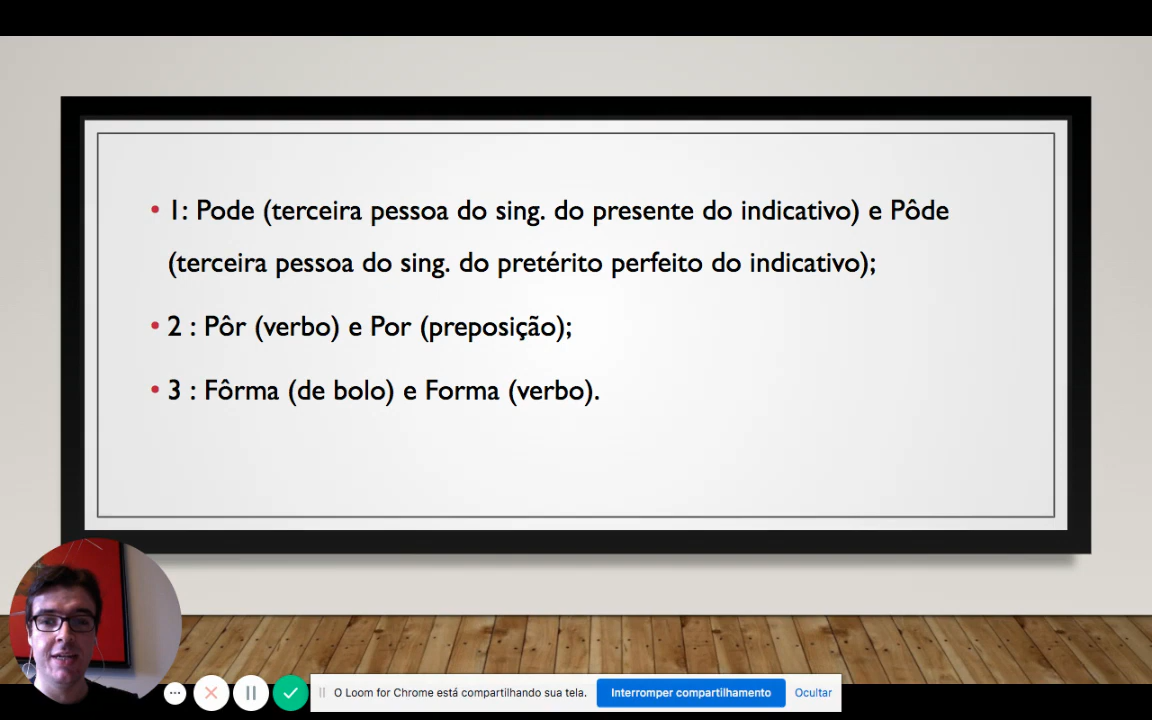 • 1: Pode (terceira pessoa do sing. do presente do indicativo) e Pôde
(terceira pessoa do sing. do pretérito perfeito do indicativo);
• 2 : Pôr (verbo) e Por (preposição);
• 3 : Fôrma (de bolo) e Forma (verbo).
O Loom for Chrome está compartilhando sua tela. Interromper compartilhamento Ocultar